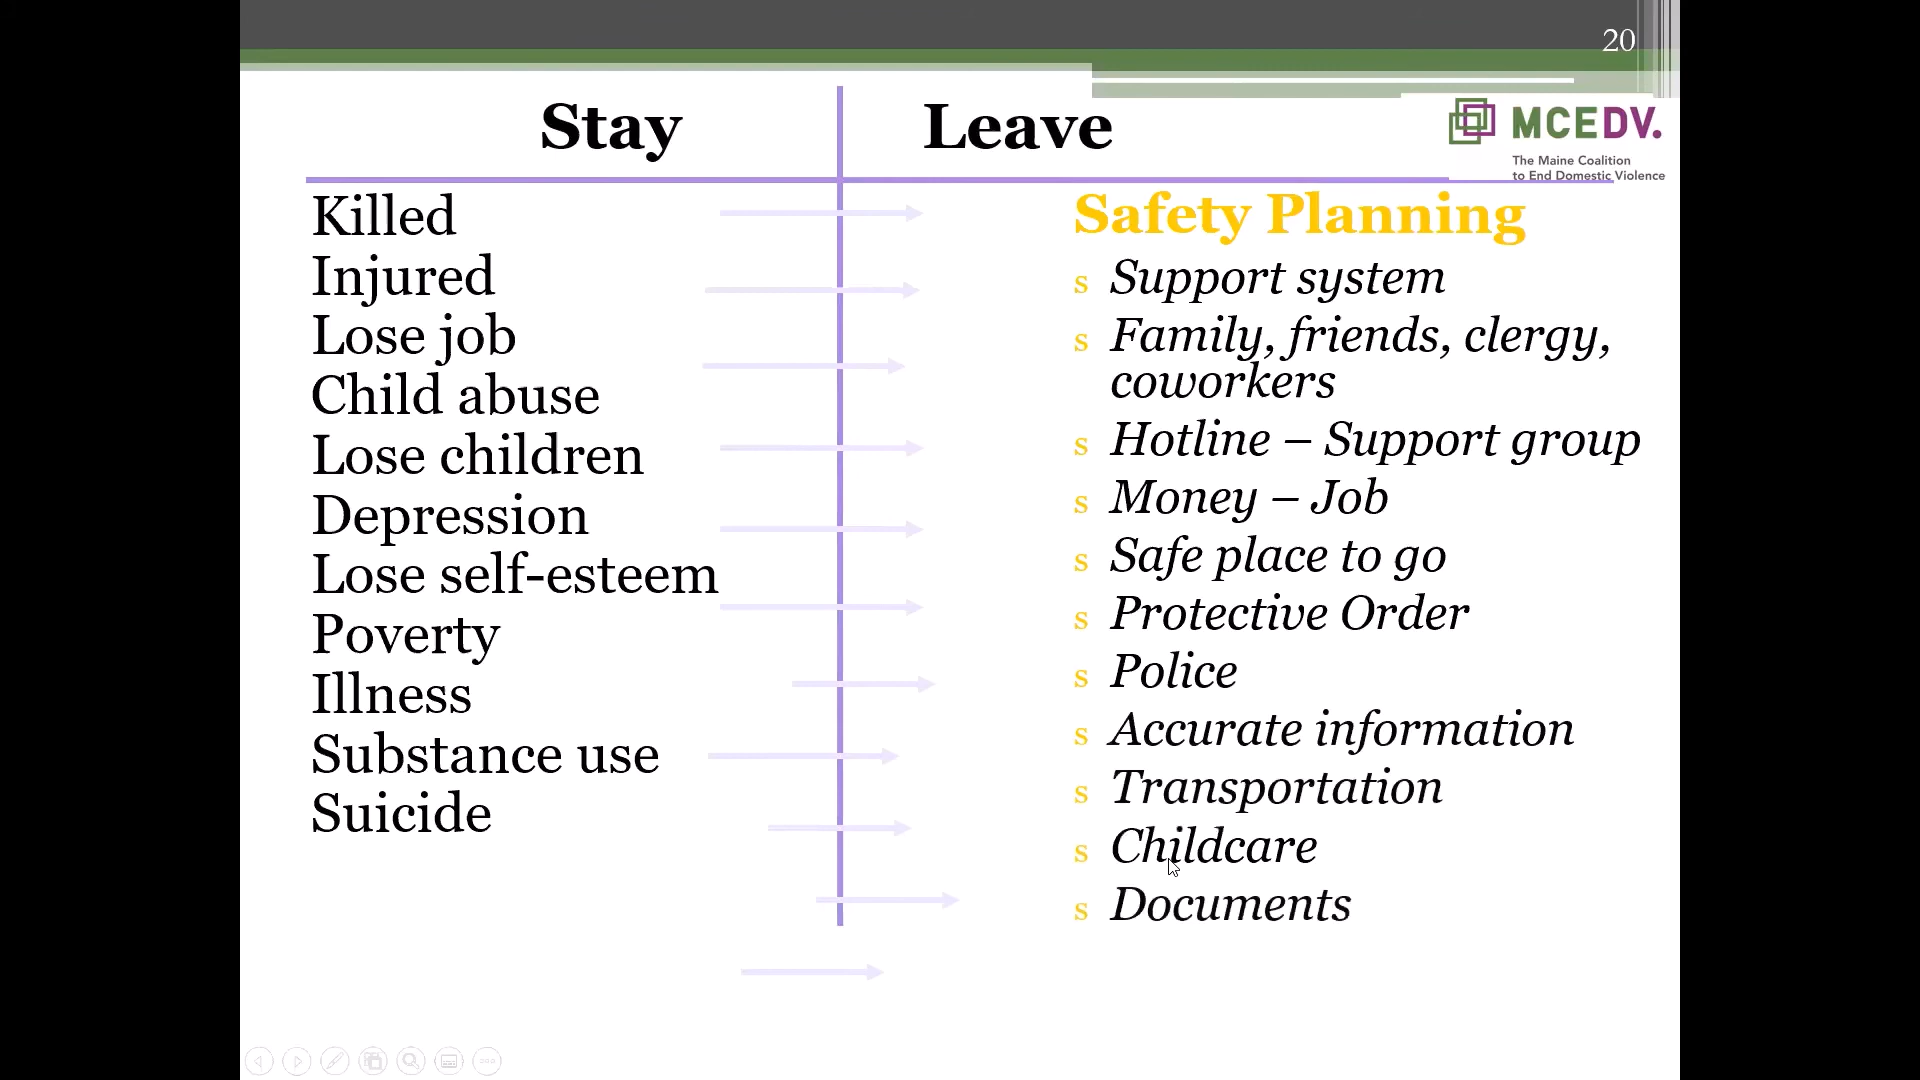 20
Stay
Leave
MCEDV.
The Maine Coalition
to End Domestic Violence
Killed
Injured
Lose job
Child abuse
Lose children
Depression
Lose self-esteem
Poverty
Illness
Substance use
Suicide
Safety Planning
s Support system
s Family, friends, clergy,
coworkers
s Hotline – Support group
s Money – Job
s Safe place to go
s Protective Order
s Police
s Accurate information
s Transportation
s Childcare
s Documents